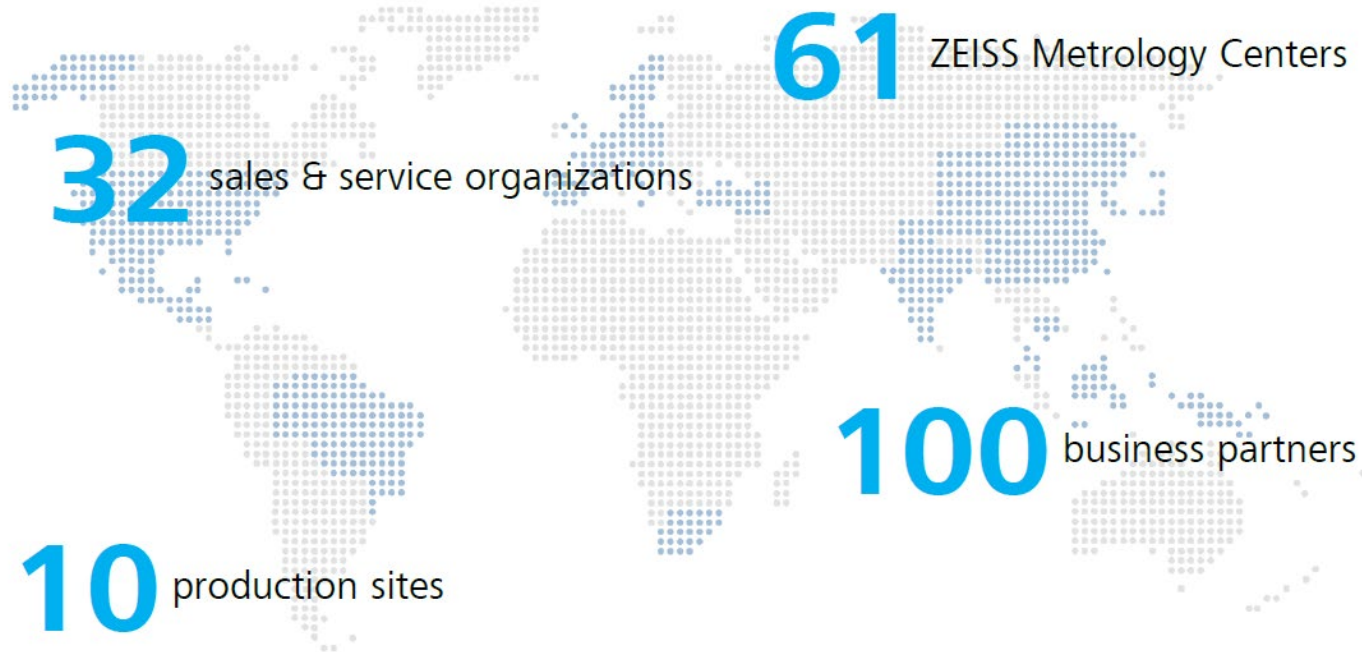 61 ZEISS Metrology Centers
32 sales & service organizations
100 business partners
10 production sites